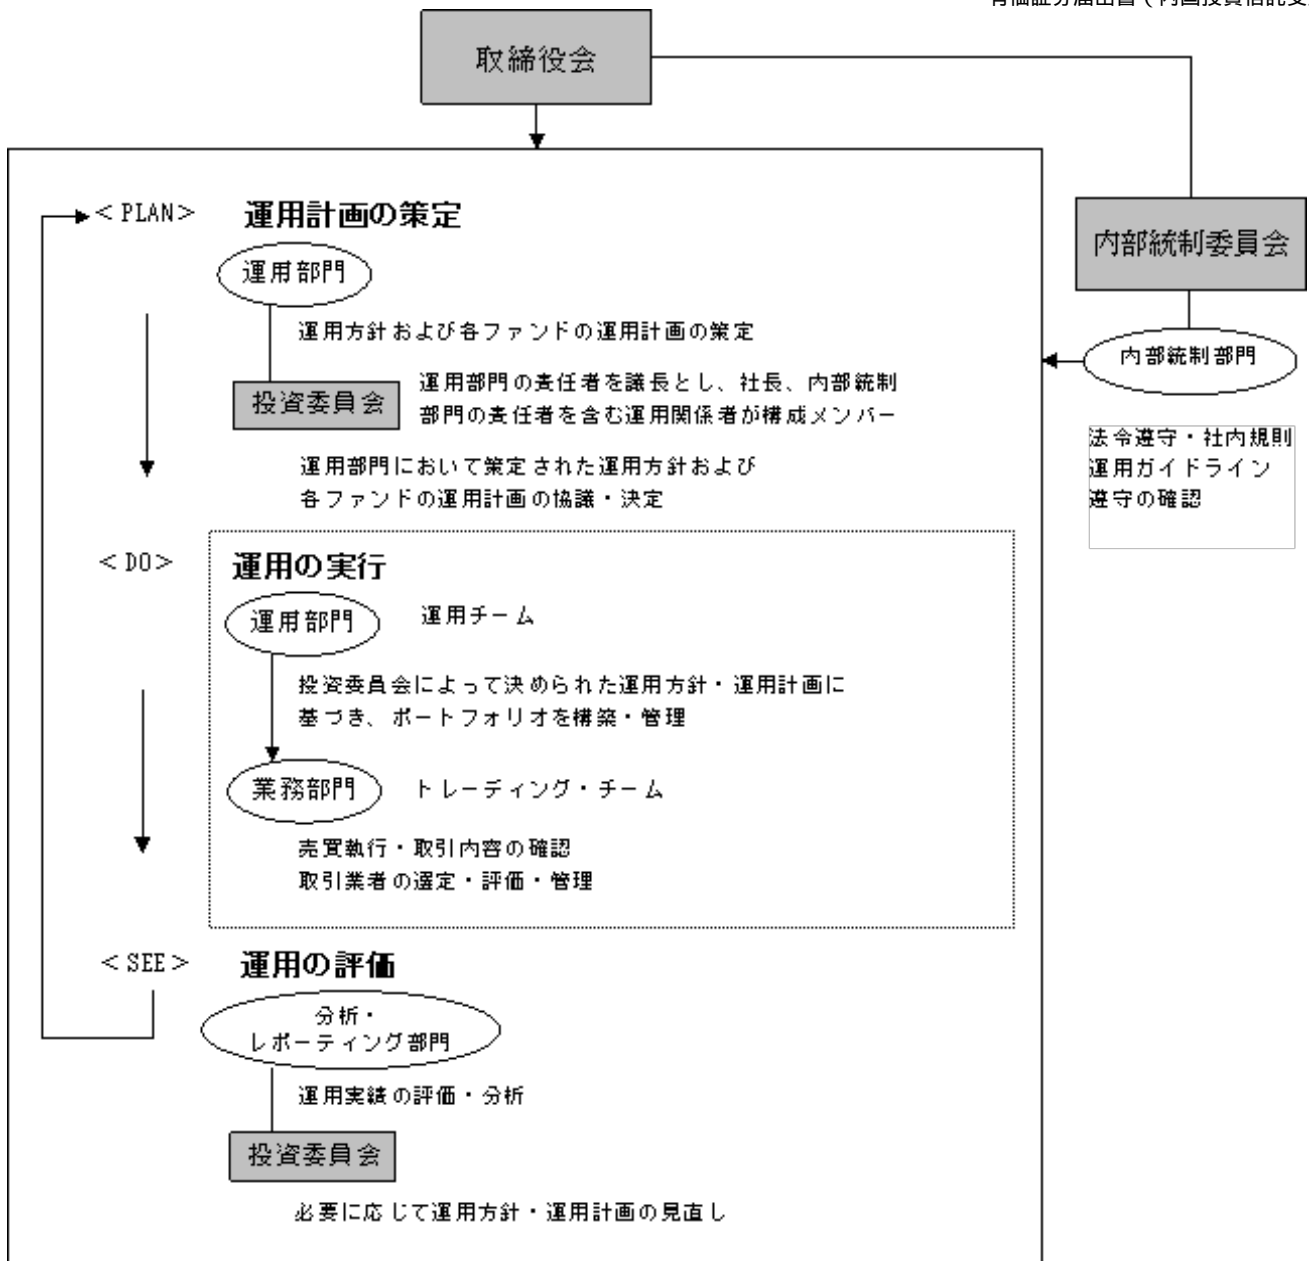 取締役会
内部統制委員会
内部統制部門
法令遵守・社内規則
運用ガイドライン
遵守の確認
＜PLAN＞ 運用計画の策定
運用部門
運用方針および各ファンドの運用計画の策定
投資委員会
運用部門の責任者を議長とし、社長、内部統制
部門の責任者を含む運用関係者が構成メンバー
運用部門において策定された運用方針および
各ファンドの運用計画の協議・決定
＜DO＞ 運用の実行
運用部門 運用チーム
投資委員会によって決められた運用方針・運用計画に
基づき、ポートフォリオを構築・管理
業務部門 トレーディング・チーム
売買執行・取引内容の確認
取引業者の選定・評価・管理
＜SEE＞ 運用の評価
分析・
レポーティング部門
運用実績の評価・分析
投資委員会
必要に応じて運用方針・運用計画の見直し